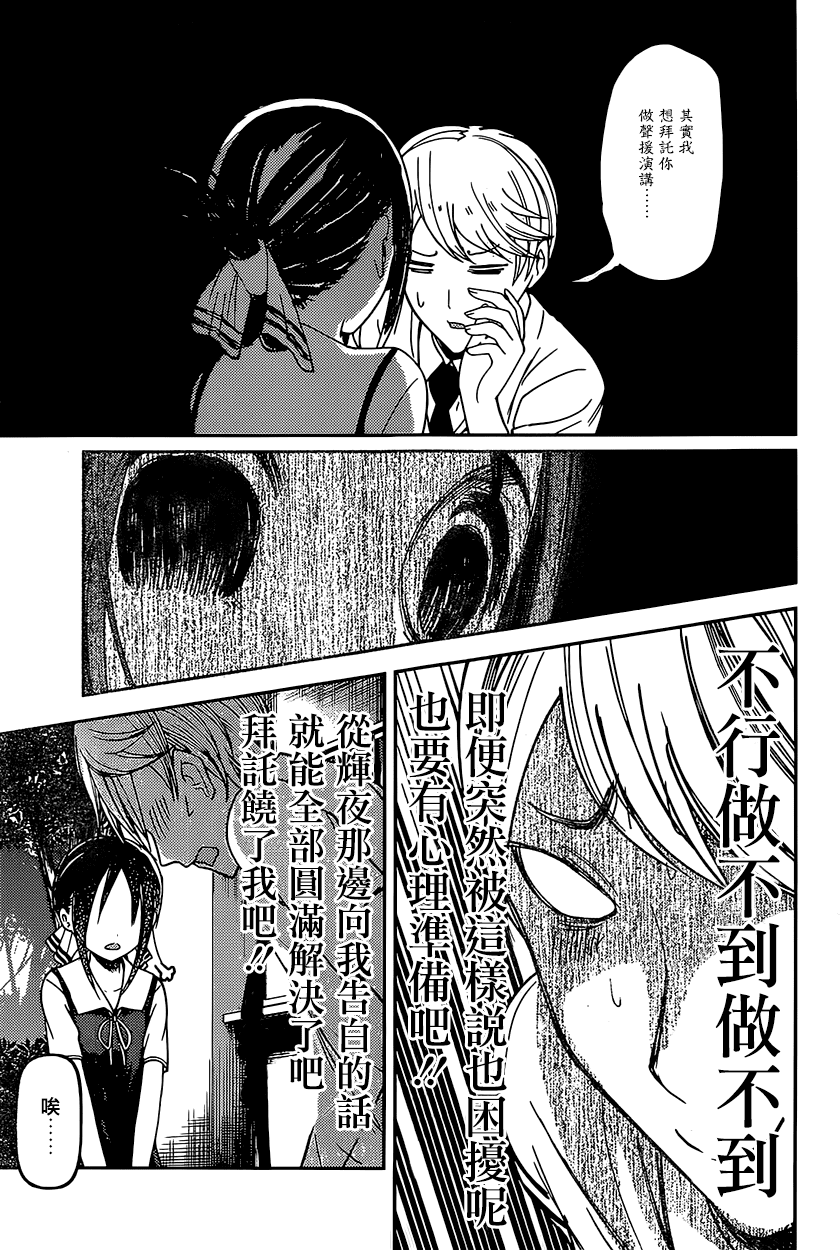 其實我
想拜託你
做聲援演講……
不行做不到做不到
即便突然被這樣說也困擾呢
也要有心理準備吧!!
從輝夜那邊向我告白的話
就能全部圓滿解決了吧
拜託饒了我吧!!
唉……